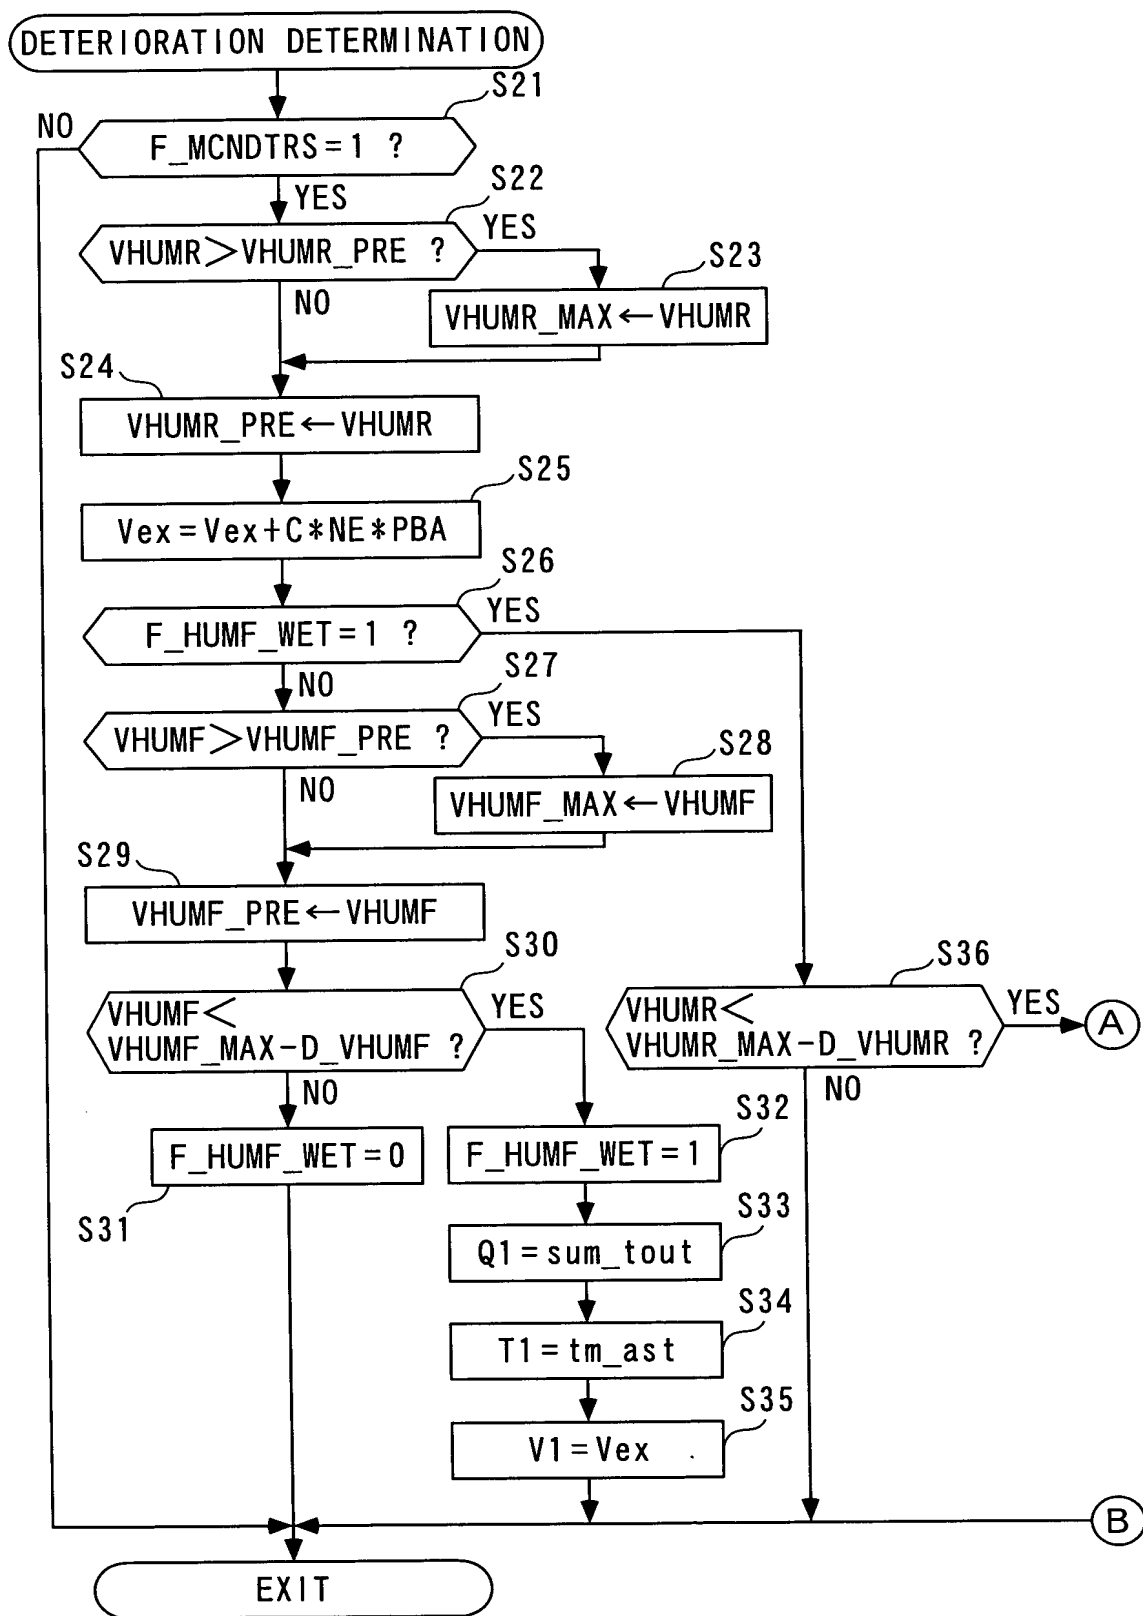 DETERIORATION DETERMINATION
S21
NO
F_MCNDTRS=1 ?
YES
S22
VHUMR>VHUMR_PRE ?
YES
NO
S23
VHUMR_MAX←VHUMR
S24
VHUMR_PRE←VHUMR
S25
Vex=Vex+C*NE*PBA
S26
F_HUMF_WET=1 ?
YES
NO
S27
VHUMF>VHUMF_PRE ?
YES
NO
S28
VHUMF_MAX←VHUMF
S29
VHUMF_PRE←VHUMF
S30
VHUMF<
VHUMF_MAX-D_VHUMF ?
YES
NO
S36
VHUMR<
VHUMR_MAX-D_VHUMR ?
YES
A
NO
F_HUMF_WET=0
S31
S32
F_HUMF_WET=1
S33
Q1=sum_tout
S34
T1=tm_ast
S35
V1=Vex
B
EXIT